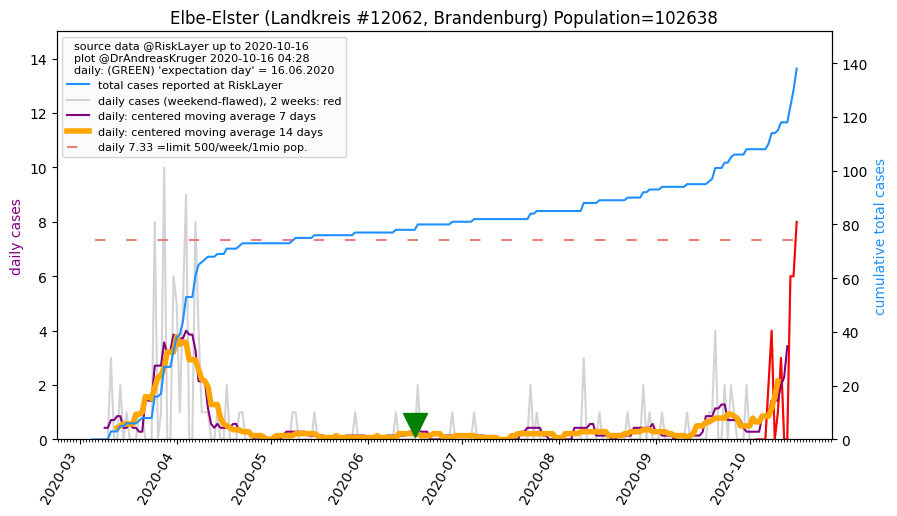 Elbe-Elster (Landkreis #12062, Brandenburg) Population=102638
source data @RiskLayer up to 2020-10-16
plot @DrAndreasKruger 2020-10-16 04:28
daily: (GREEN) 'expectation day' = 16.06.2020
total cases reported at RiskLayer
daily cases (weekend-flawed), 2 weeks: red
daily: centered moving average 7 days
daily: centered moving average 14 days
daily 7.33 =limit 500/week/1mio pop.
daily cases
14
12
10
8
6
4
2
0
cumulative total cases
140
120
100
80
60
40
20
0
2020-03
2020-04
2020-05
2020-06
2020-07
2020-08
2020-09
2020-10